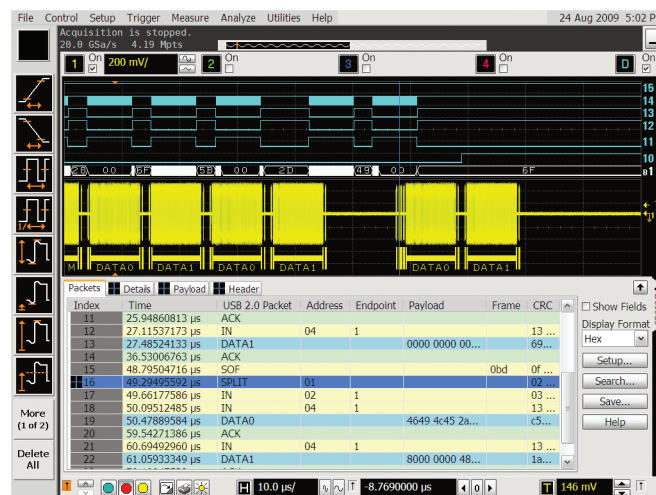 File Control Setup Trigger Measure Analyze Utilities Help 24 Aug 2009 5:02 P
Acquisition is stopped.
20.0 GSa/s 4.19 Mpts
1 On 200 mV/ 2 On 3 On 4 On D On
15
14
13
12
11
10
28 00 6F 5B 00 2D 49 00 6F B1
M DATA0 DATA1 DATA0 DATA1 DATA0 DATA1
Packets Details Payload Header
Index Time USB 2.0 Packet Address Endpoint Payload Frame CRC
11 25.94860813 µs ACK
12 27.11537173 µs IN 04 1 13 ...
13 27.48524133 µs DATA1 0000 0000 00... 69...
14 36.53006763 µs ACK
15 48.79504716 µs SOF 0bd 0f ...
16 49.29495592 µs SPLIT 01 02 ...
17 49.66177586 µs IN 02 1 03 ...
18 50.09512485 µs IN 04 1 13 ...
19 50.47889584 µs DATA0 4649 4c45 2a... c5...
20 59.54271386 µs ACK
21 60.69492960 µs IN 04 1 13 ...
22 61.05933349 µs DATA1 8000 0000 48... 1a...
Show Fields
Display Format
Hex
Setup...
Search...
Save...
Help
More
(1 of 2)
Delete
All
H 10.0 µs/ -8.7690000 µs 0 T 146 mV